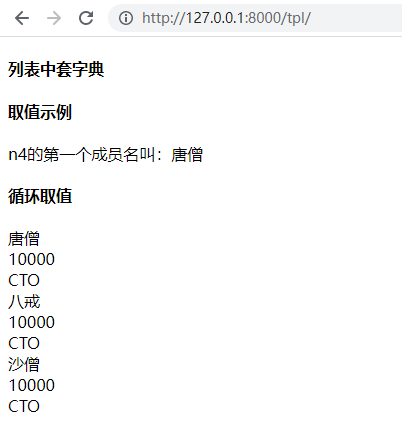 http://127.0.0.1:8000/tpl/
列表中套字典
取值示例
n4的第一个成员名叫：唐僧
循环取值
唐僧
10000
CTO
八戒
10000
CTO
沙僧
10000
CTO